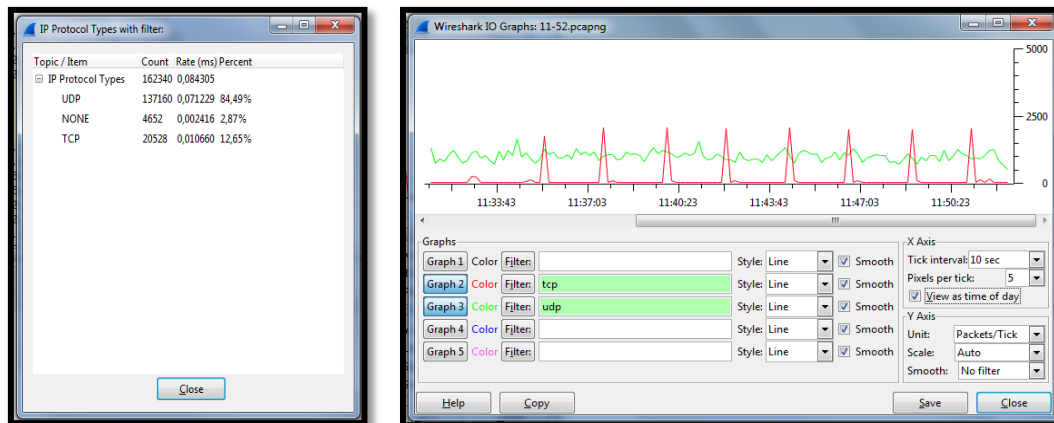 IP Protocol Types with filter:
Topic / Item Count Rate (ms) Percent
IP Protocol Types 162340 0,084305
UDP 137160 0,071229 84,49%
NONE 4652 0,002416 2,87%
TCP 20528 0,010660 12,65%
Close
Wireshark IO Graphs: 11-52.pcapng
5000
2500
0
11:33:43 11:37:03 11:40:23 11:43:43 11:47:03 11:50:23
Graphs
Graph 1 Color Filter: Style: Line Smooth
Graph 2 Color Filter: tcp Style: Line Smooth
Graph 3 Color Filter: udp Style: Line Smooth
Graph 4 Color Filter: Style: Line Smooth
Graph 5 Color Filter: Style: Line Smooth
X Axis
Tick interval: 10 sec
Pixels per tick: 5
View as time of day
Y Axis
Unit: Packets/Tick
Scale: Auto
Smooth: No filter
Help Copy Save Close